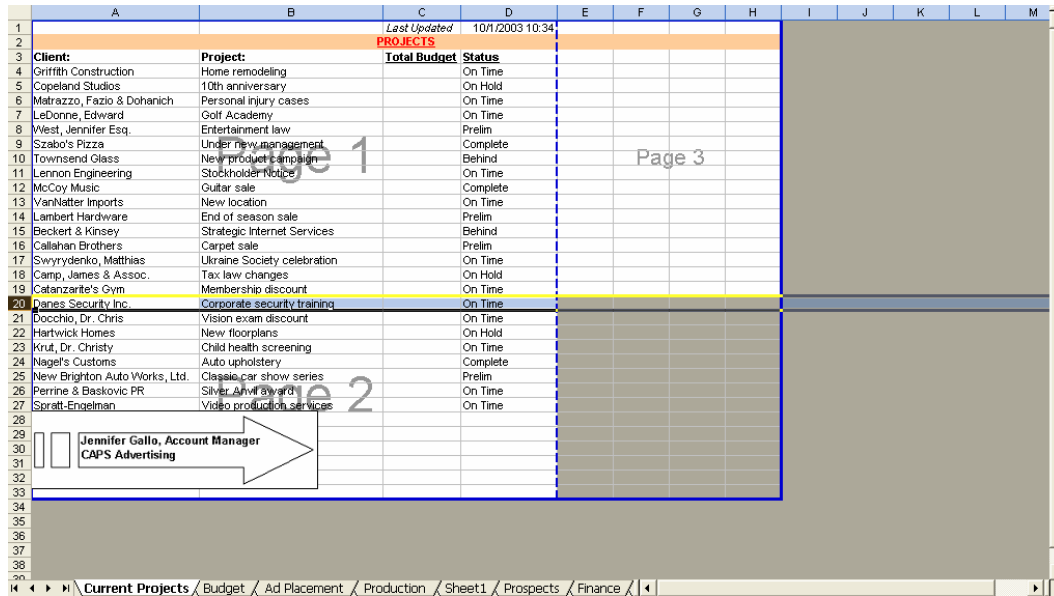 A B C D E F G H I J K L M
1 Last Updated 10/1/2003 10:34
2 PROJECTS
3 Client: Project: Total Budget Status
4 Griffith Construction Home remodeling On Time
5 Copeland Studios 10th anniversary On Hold
6 Matrazzo, Fazio & Dohanich Personal injury cases On Time
7 LeDonne, Edward Golf Academy On Time
8 West, Jennifer Esq. Entertainment law Prelim
9 Szabo's Pizza Under new management Complete
Page 1 Page 3
10 Townsend Glass New product campaign Behind
11 Lennon Engineering Stockholder Notice On Time
12 McCoy Music Guitar sale Complete
13 VanNatter Imports New location On Time
14 Lambert Hardware End of season sale Prelim
15 Beckert & Kinsey Strategic Internet Services Behind
16 Callahan Brothers Carpet sale Prelim
17 Swyrydenko, Matthias Ukraine Society celebration On Time
18 Camp, James & Assoc. Tax law changes On Hold
19 Catanzarite's Gym Membership discount On Time
20 Danes Security Inc. Corporate security training On Time
21 Docchio, Dr. Chris Vision exam discount On Time
22 Hartwick Homes New floorplans On Hold
23 Krut, Dr. Christy Child health screening On Time
24 Nagel's Customs Auto upholstery Complete
25 New Brighton Auto Works, Ltd. Classic car show series Prelim
Page 2
26 Perrine & Baskovic PR Silver Anvil award On Time
27 Spratt-Engelman Video production services On Time
28
29 Jennifer Gallo, Account Manager
30 CAPS Advertising
31
32
33
34
35
36
37
38
39
Current Projects Budget Ad Placement Production Sheet1 Prospects Finance